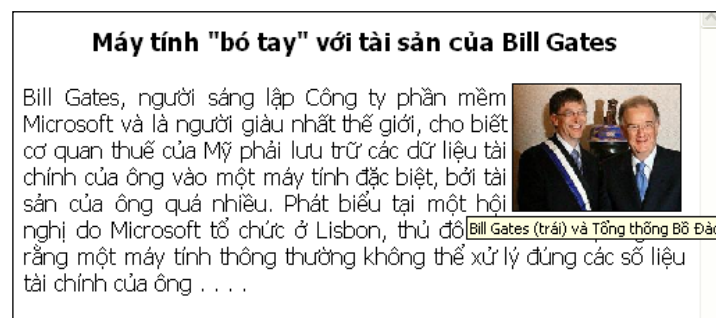 Máy tính "bó tay" với tài sản của Bill Gates
Bill Gates, người sáng lập Công ty phần mềm
Microsoft và là người giàu nhất thế giới, cho biết
cơ quan thuế của Mỹ phải lưu trữ các dữ liệu tài
chính của ông vào một máy tính đặc biệt, bởi tài
sản của ông quá nhiều. Phát biểu tại một hội
nghị do Microsoft tổ chức ở Lisbon, thủ đô
Bill Gates (trái) và Tổng thống Bồ Đào
rằng một máy tính thông thường không thể xử lý đúng các số liệu
tài chính của ông . . . .